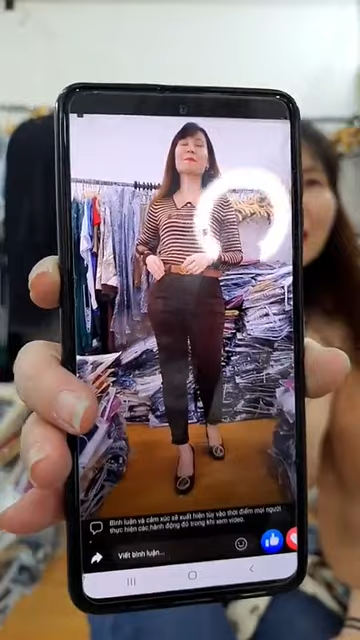 Bình luận và cảm xúc sẽ xuất hiện tùy vào thời điểm mọi người
thực hiện các hành động đó trong khi xem video.
Viết bình luận...